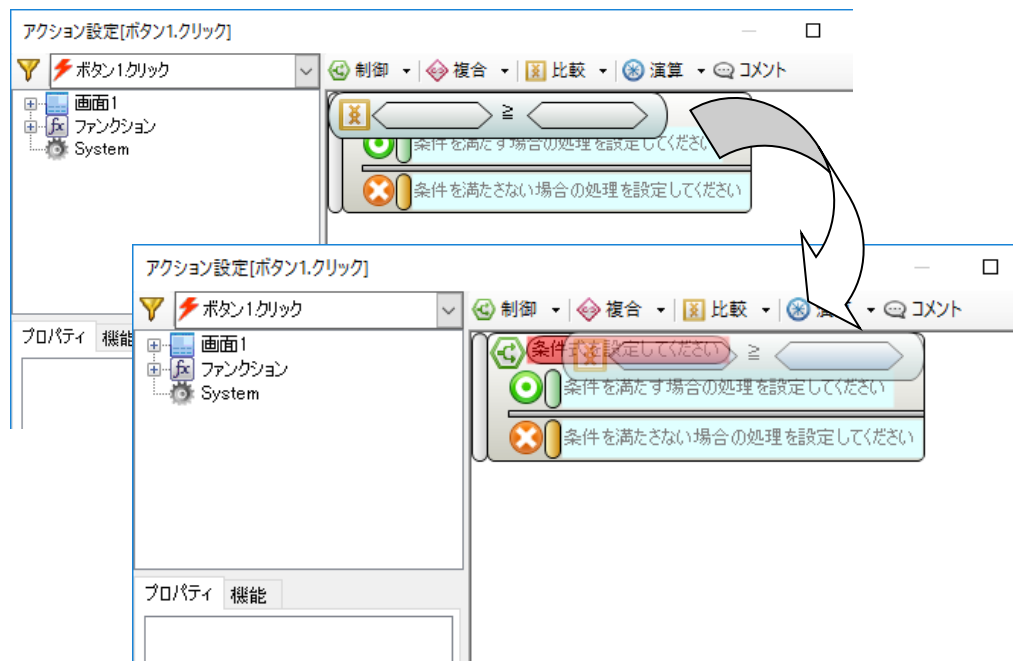 アクション設定[ボタン1.クリック]
ボタン1.クリック
制御 複合 比較 演算 コメント
画面1
ファンクション
System
≧
条件を満たす場合の処理を設定してください
条件を満たさない場合の処理を設定してください
プロパティ 機能
アクション設定[ボタン1.クリック]
ボタン1.クリック
制御 複合 比較 演算 コメント
画面1
ファンクション
System
条件式を設定してください ≧
条件を満たす場合の処理を設定してください
条件を満たさない場合の処理を設定してください
プロパティ 機能